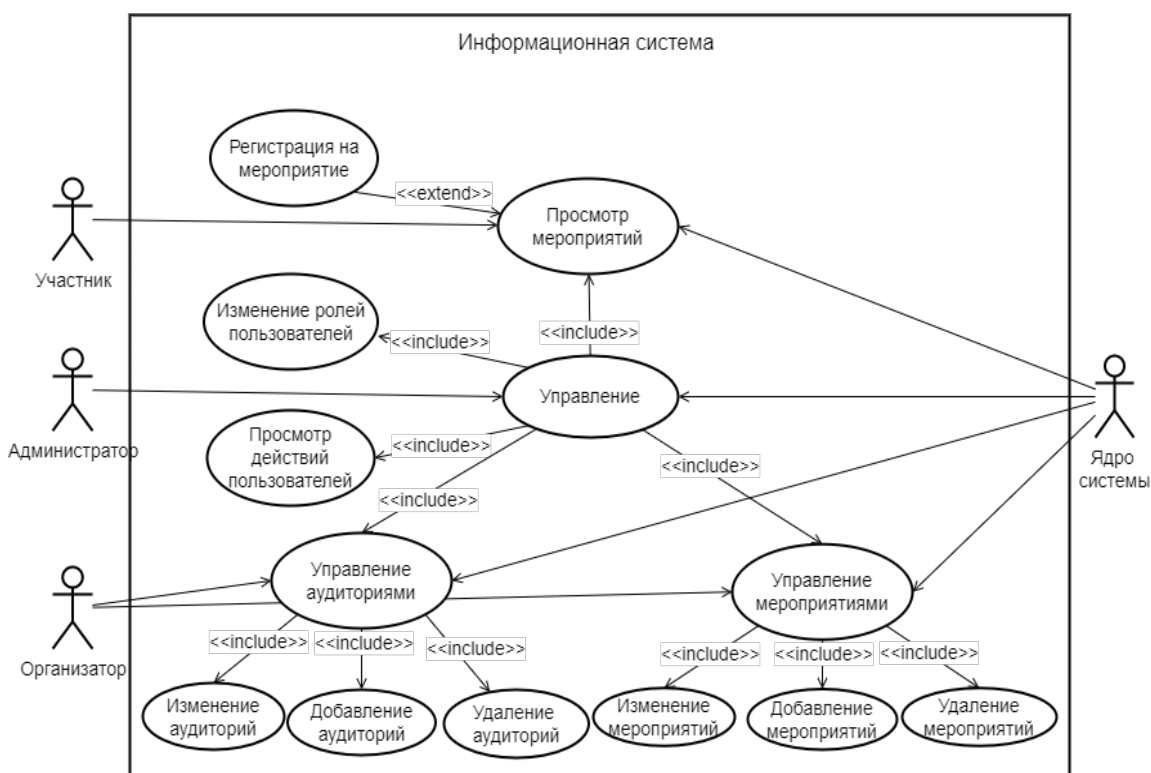 Информационная система
Регистрация на
мероприятие
<<extend>>
Просмотр
мероприятий
Участник
Изменение ролей
пользователей
<<include>>
<<include>>
Управление
Администратор
Просмотр
действий
пользователей
<<include>>
<<include>>
<<include>>
Ядро
системы
Управление
аудиториями
Управление
мероприятиями
Организатор
<<include>>
<<include>>
<<include>>
<<include>>
<<include>>
<<include>>
Изменение
аудиторий
Добавление
аудиторий
Удаление
аудиторий
Изменение
мероприятий
Добавление
мероприятий
Удаление
мероприятий